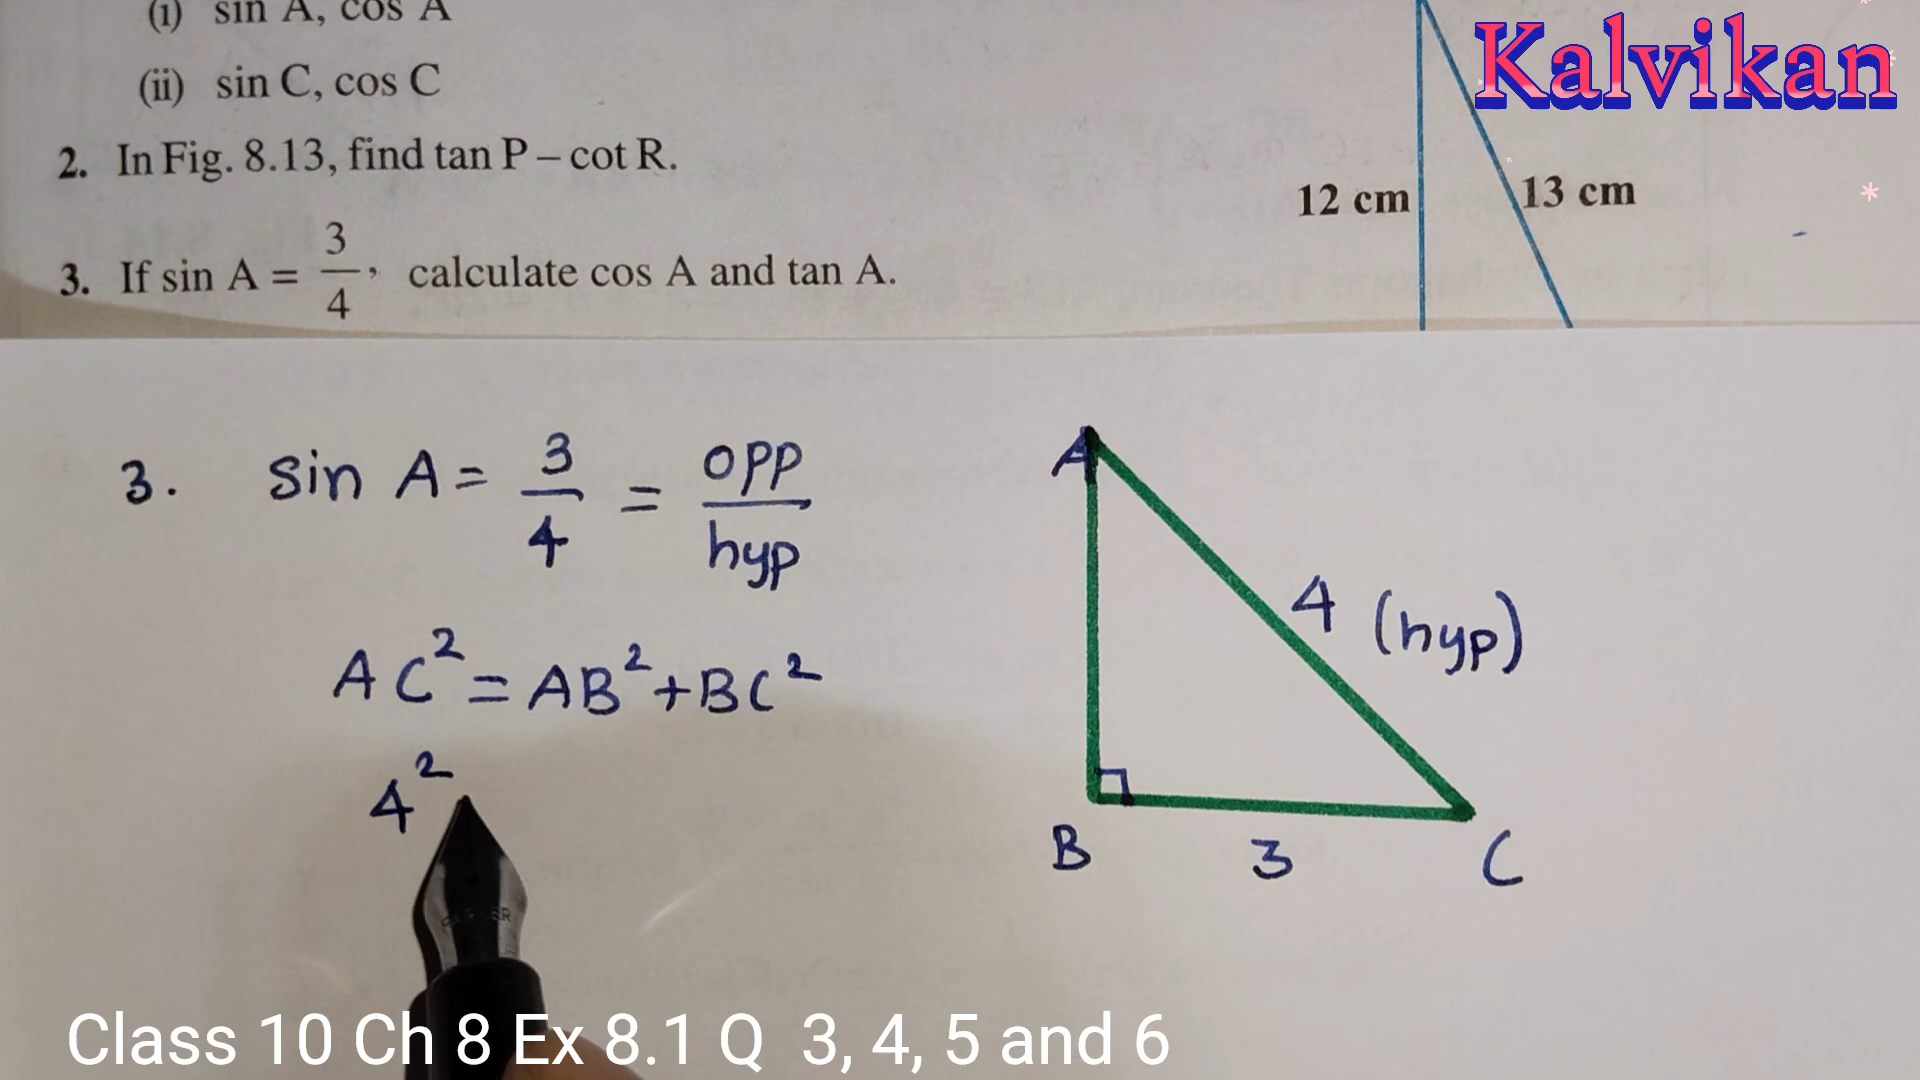 (i) sin A, cos A
Kalvikan
(ii) sin C, cos C
2. In Fig. 8.13, find tan P – cot R.
12 cm
13 cm
3. If sin A = 3/4, calculate cos A and tan A.
3. Sin A = 3/4 = opp/hyp
A
4 (hyp)
AC² = AB² + BC²
4²
B
3
C
Class 10 Ch 8 Ex 8.1 Q 3, 4, 5 and 6